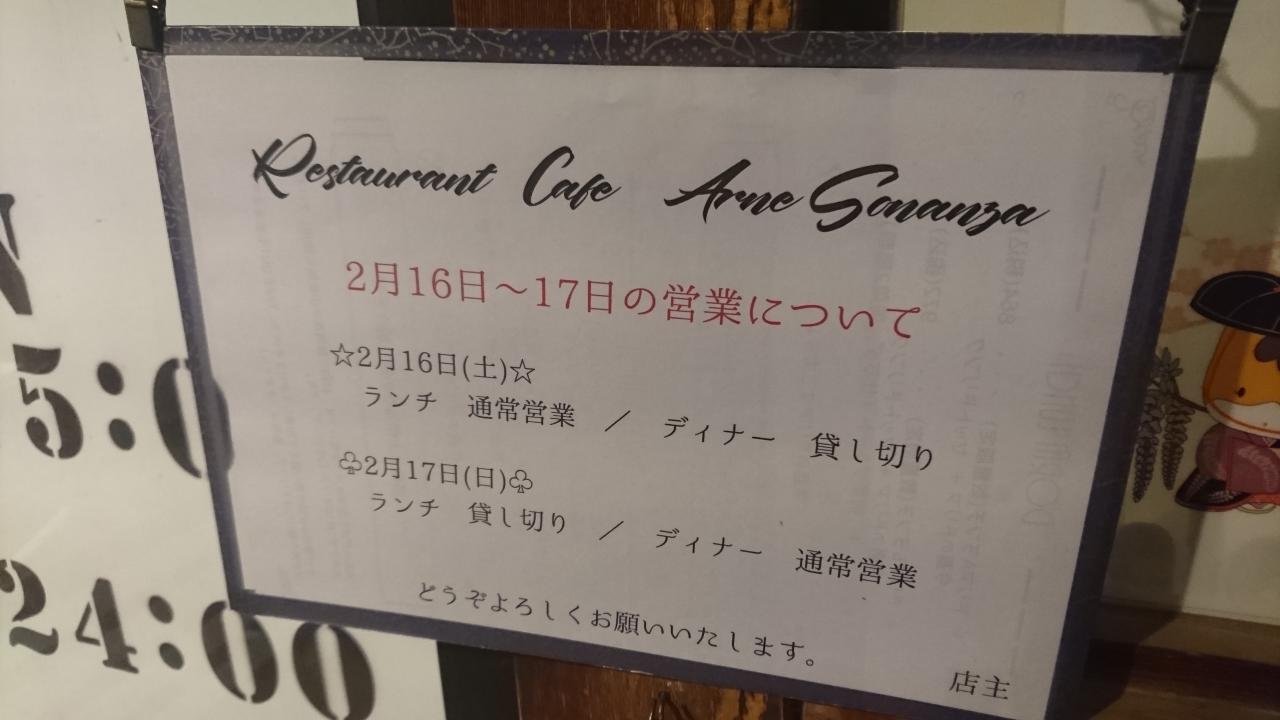 Restaurant Cafe Arne Sonanza
2月16日～17日の営業について
☆2月16日(土)☆
ランチ 通常営業 ／ ディナー 貸し切り
♧2月17日(日)♧
ランチ 貸し切り ／ ディナー 通常営業
どうぞよろしくお願いいたします。
店主
5:0
24:00